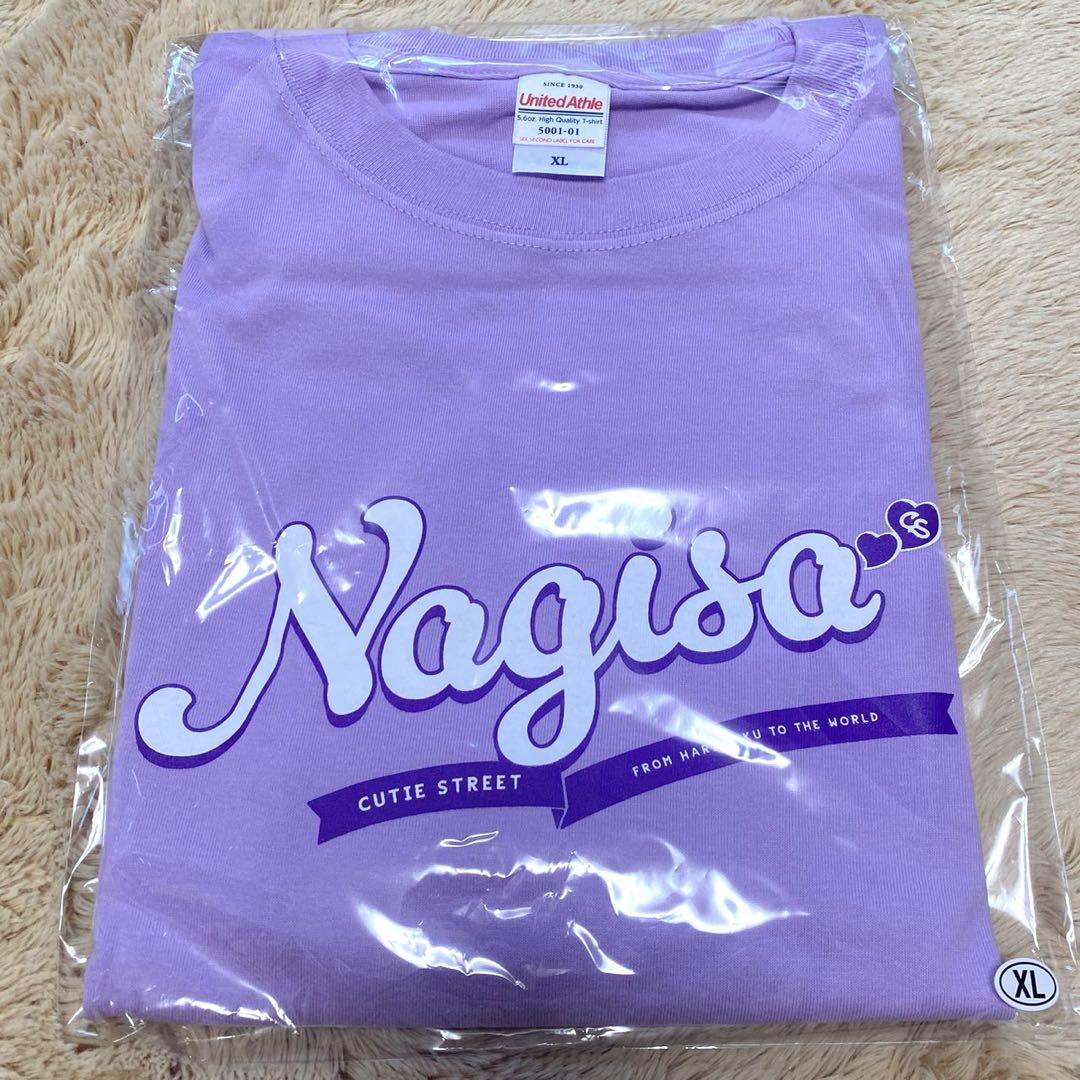 SINCE 1930
United Athle
5.6oz. High Quality T-shirt
5001-01
SEE SECOND LABEL FOR CARE
XL
Nagisa
CS
CUTIE STREET
FROM TO THE WORLD
XL